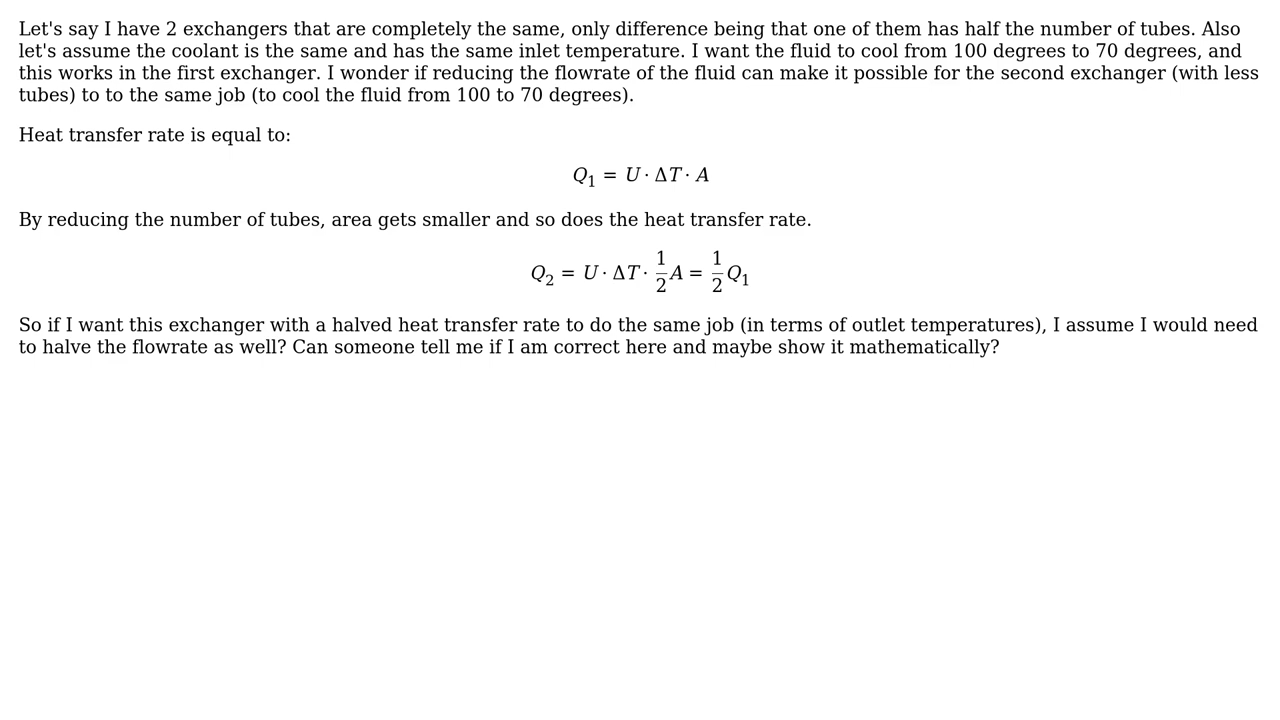 Let's say I have 2 exchangers that are completely the same, only difference being that one of them has half the number of tubes. Also
let's assume the coolant is the same and has the same inlet temperature. I want the fluid to cool from 100 degrees to 70 degrees, and
this works in the first exchanger. I wonder if reducing the flowrate of the fluid can make it possible for the second exchanger (with less
tubes) to to the same job (to cool the fluid from 100 to 70 degrees).
Heat transfer rate is equal to:
Q₁ = U · ΔT · A
By reducing the number of tubes, area gets smaller and so does the heat transfer rate.
Q₂ = U · ΔT · 1/2 A = 1/2 Q₁
So if I want this exchanger with a halved heat transfer rate to do the same job (in terms of outlet temperatures), I assume I would need
to halve the flowrate as well? Can someone tell me if I am correct here and maybe show it mathematically?